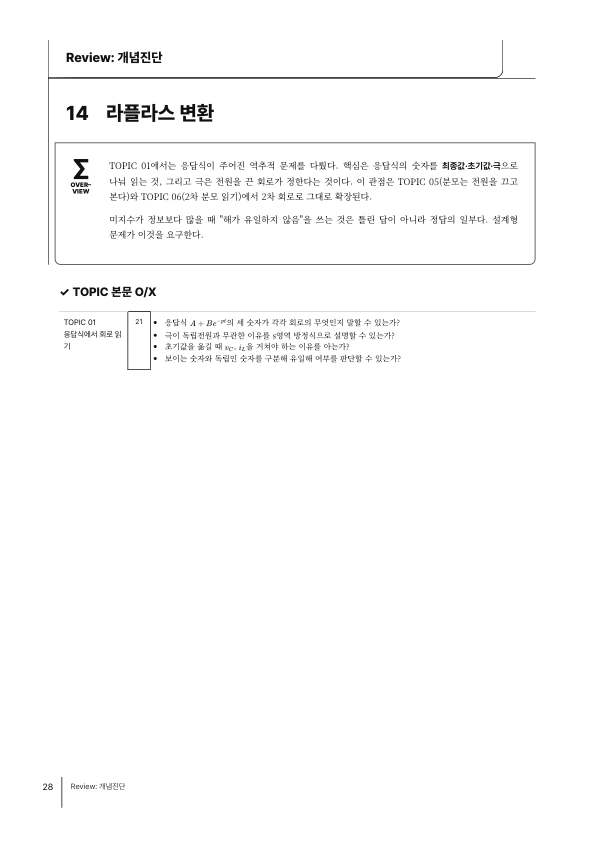 Review: 개념진단
14 라플라스 변환
Σ
OVER-
VIEW
TOPIC 01에서는 응답식이 주어진 역추적 문제를 다뤘다. 핵심은 응답식의 숫자를 최종값·초기값·극으로
나눠 읽는 것, 그리고 극은 전원을 끈 회로가 정한다는 것이다. 이 관점은 TOPIC 05(분모는 전원을 끄고
본다)와 TOPIC 06(2차 분모 읽기)에서 2차 회로로 그대로 확장된다.
미지수가 정보보다 많을 때 "해가 유일하지 않음"을 쓰는 것은 틀린 답이 아니라 정답의 일부다. 설계형
문제가 이것을 요구한다.
✓ TOPIC 본문 O/X
TOPIC 01
응답식에서 회로 읽
기
21
• 응답식 A + Be^{-pt}의 세 숫자가 각각 회로의 무엇인지 말할 수 있는가?
• 극이 독립전원과 무관한 이유를 s영역 방정식으로 설명할 수 있는가?
• 초기값을 옮길 때 v_C, i_L을 거쳐야 하는 이유를 아는가?
• 보이는 숫자와 독립인 숫자를 구분해 유일해 여부를 판단할 수 있는가?
28
Review: 개념진단